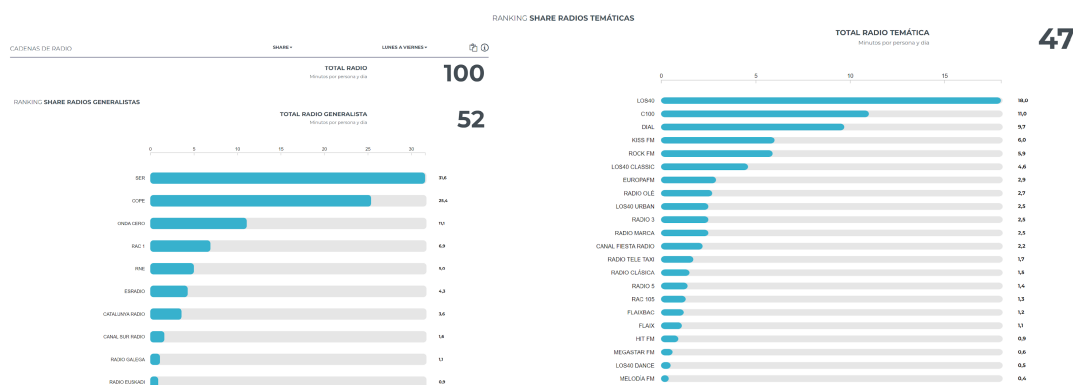 CADENAS DE RADIO
SHARE
LUNES A VIERNES
TOTAL RADIO
Minutos por persona y día
100
RANKING SHARE RADIOS GENERALISTAS
TOTAL RADIO GENERALISTA
Minutos por persona y día
52
0 5 10 15 20 25 30
SER 31,6
COPE 25,4
ONDA CERO 11,1
RAC 1 6,9
RNE 5,0
ESRADIO 4,3
CATALUNYA RADIO 3,6
CANAL SUR RADIO 1,6
RADIO GALEGA 1,1
RADIO EUSKADI 0,9
RANKING SHARE RADIOS TEMÁTICAS
TOTAL RADIO TEMÁTICA
Minutos por persona y día
47
0 5 10 15
LOS40 18,0
C100 11,0
DIAL 9,7
KISS FM 6,0
ROCK FM 5,9
LOS40 CLASSIC 4,6
EUROPAFM 2,9
RADIO OLÉ 2,7
LOS40 URBAN 2,5
RADIO 3 2,5
RADIO MARCA 2,5
CANAL FIESTA RADIO 2,2
RADIO TELE TAXI 1,7
RADIO CLÁSICA 1,5
RADIO 5 1,4
RAC 105 1,3
FLAIXBAC 1,2
FLAIX 1,1
HIT FM 0,9
MEGASTAR FM 0,6
LOS40 DANCE 0,5
MELODÍA FM 0,4